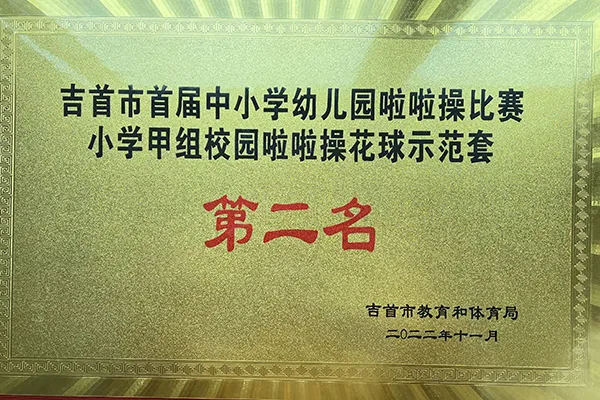 吉首市首届中小学幼儿园啦啦操比赛
小学甲组校园啦啦操花球示范套
第二名
吉首市教育和体育局
二〇二二年十一月